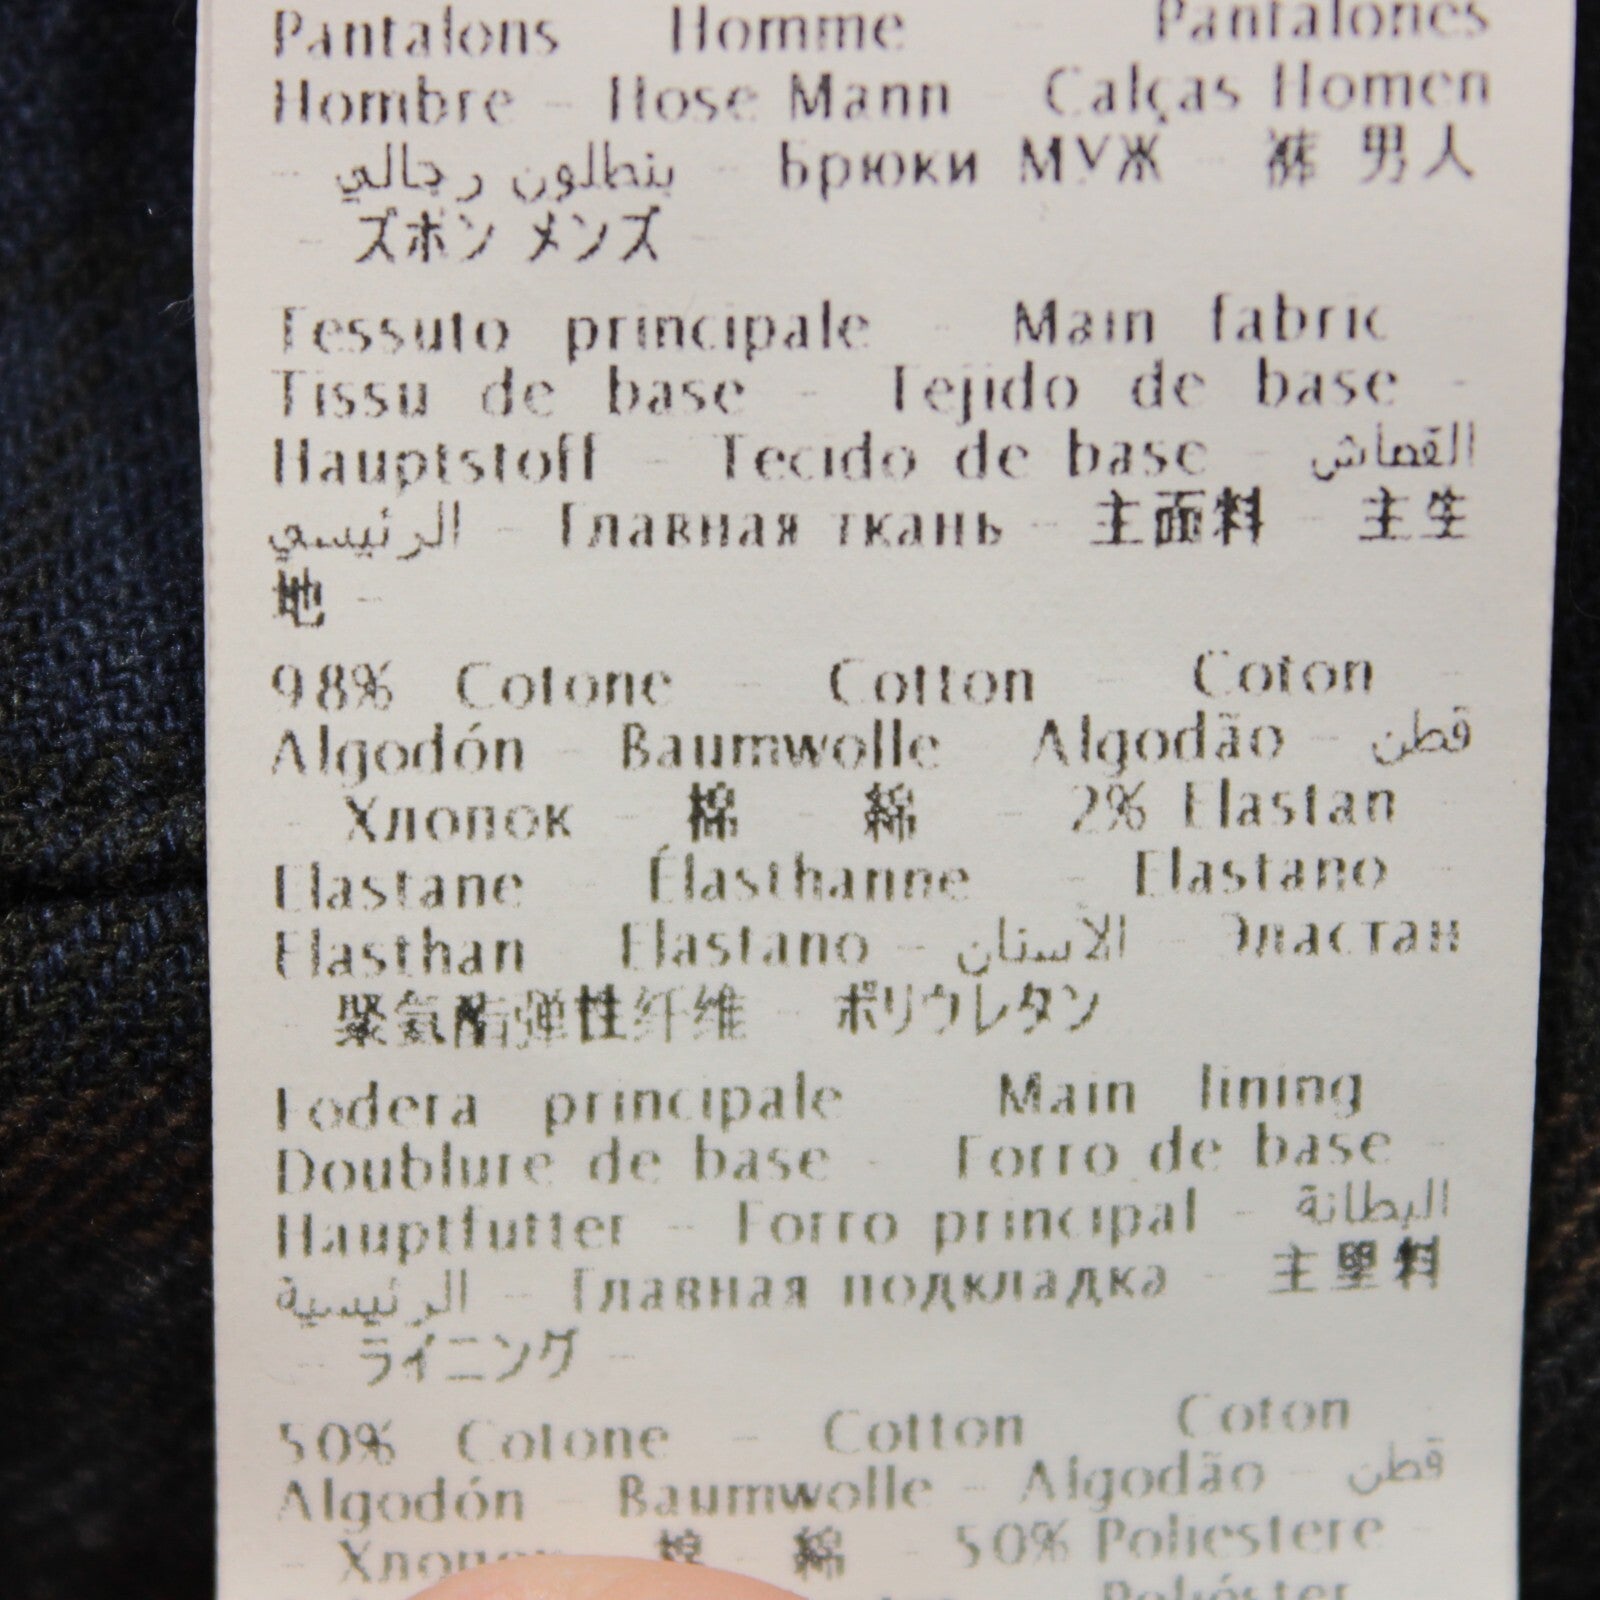 Pantalons Homme - Pantalones
Hombre - Hose Mann - Calças Homen
- بنطلون رجالي - Брюки МУЖ - 裤 男人
- ズボン メンズ -
Tessuto principale - Main fabric -
Tissu de base - Tejido de base -
Hauptstoff - Tecido de base - القماش
الرئيسي - Главная ткань - 主面料 - 主生
地 -
98% Cotone - Cotton - Coton -
Algodón - Baumwolle - Algodão - قطن
- Хлопок - 棉 - 綿 - 2% Elastan -
Elastane - Élasthanne - Elastano -
Elasthan - Elastano - الاستان - Эластан
- 聚氨酯弹性纤维 - ポリウレタン
Fodera principale - Main lining -
Doublure de base - Forro de base -
Hauptfutter - Forro principal - البطانة
الرئيسية - Главная подкладка - 主里料
- ライニング -
50% Cotone - Cotton - Coton -
Algodón - Baumwolle - Algodão - قطن
- Хлопок - 棉 - 綿 - 50% Poliestere -
Poliéster